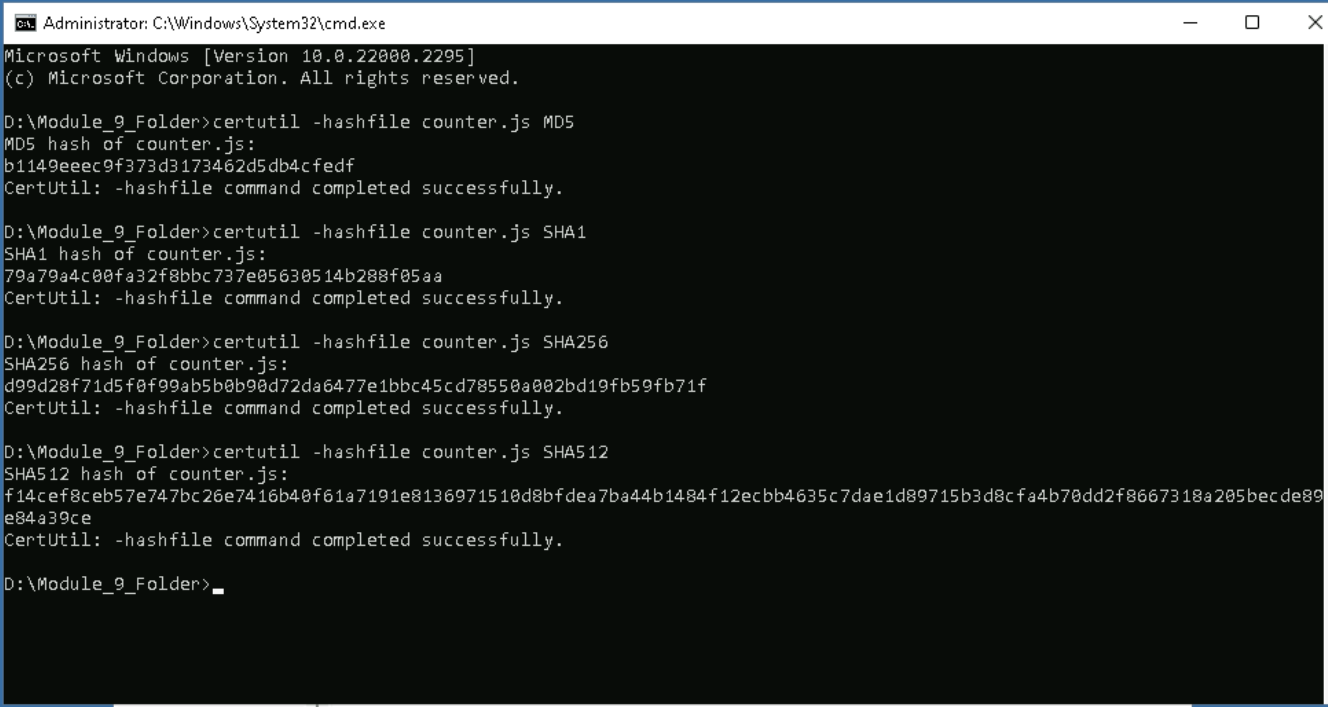 Administrator: C:\Windows\System32\cmd.exe
Microsoft Windows [Version 10.0.22000.2295]
(c) Microsoft Corporation. All rights reserved.
D:\Module_9_Folder>certutil -hashfile counter.js MD5
MD5 hash of counter.js:
b1149eeec9f373d3173462d5db4cfedf
CertUtil: -hashfile command completed successfully.
D:\Module_9_Folder>certutil -hashfile counter.js SHA1
SHA1 hash of counter.js:
79a79a4c00fa32f8bbc737e05630514b288f05aa
CertUtil: -hashfile command completed successfully.
D:\Module_9_Folder>certutil -hashfile counter.js SHA256
SHA256 hash of counter.js:
d99d28f71d5f0f99ab5b0b90d72da6477e1bbc45cd78550a002bd19fb59fb71f
CertUtil: -hashfile command completed successfully.
D:\Module_9_Folder>certutil -hashfile counter.js SHA512
SHA512 hash of counter.js:
f14cef8ceb57e747bc26e7416b40f61a7191e8136971510d8bfdea7ba44b1484f12ecbb4635c7dae1d89715b3d8cfa4b70dd2f8667318a205becde89
e84a39ce
CertUtil: -hashfile command completed successfully.
D:\Module_9_Folder>